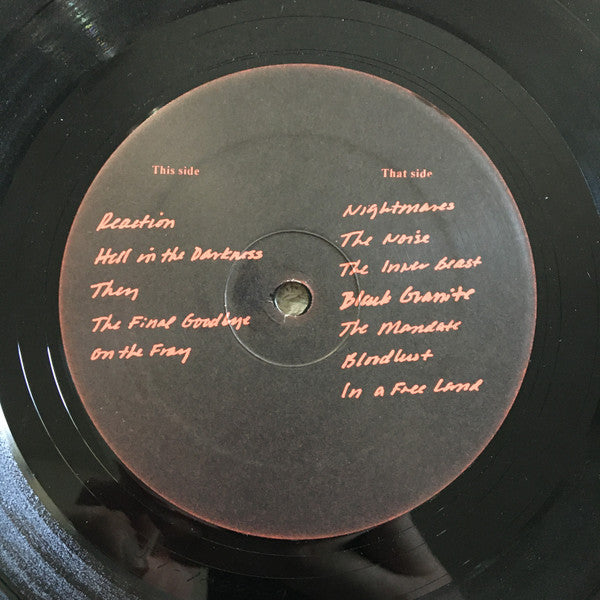 This side
Reaction
Hell in the Darkness
They
The Final Goodbye
On the Fray
That side
Nightmares
The Noise
The Inner Beast
Black Granite
The Mandate
Bloodlust
In a Free Land